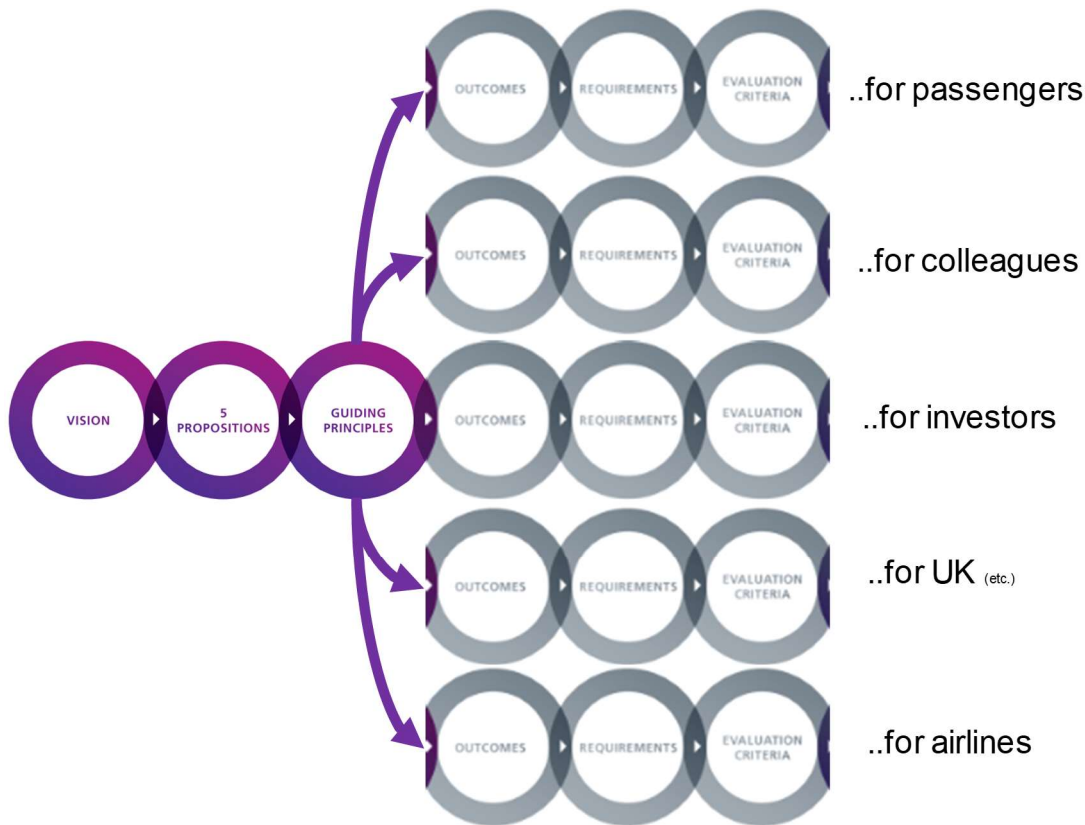 OUTCOMES
REQUIREMENTS
EVALUATION
CRITERIA
..for passengers
OUTCOMES
REQUIREMENTS
EVALUATION
CRITERIA
..for colleagues
VISION
5
PROPOSITIONS
GUIDING
PRINCIPLES
OUTCOMES
REQUIREMENTS
EVALUATION
CRITERIA
..for investors
OUTCOMES
REQUIREMENTS
EVALUATION
CRITERIA
..for UK (etc.)
OUTCOMES
REQUIREMENTS
EVALUATION
CRITERIA
..for airlines